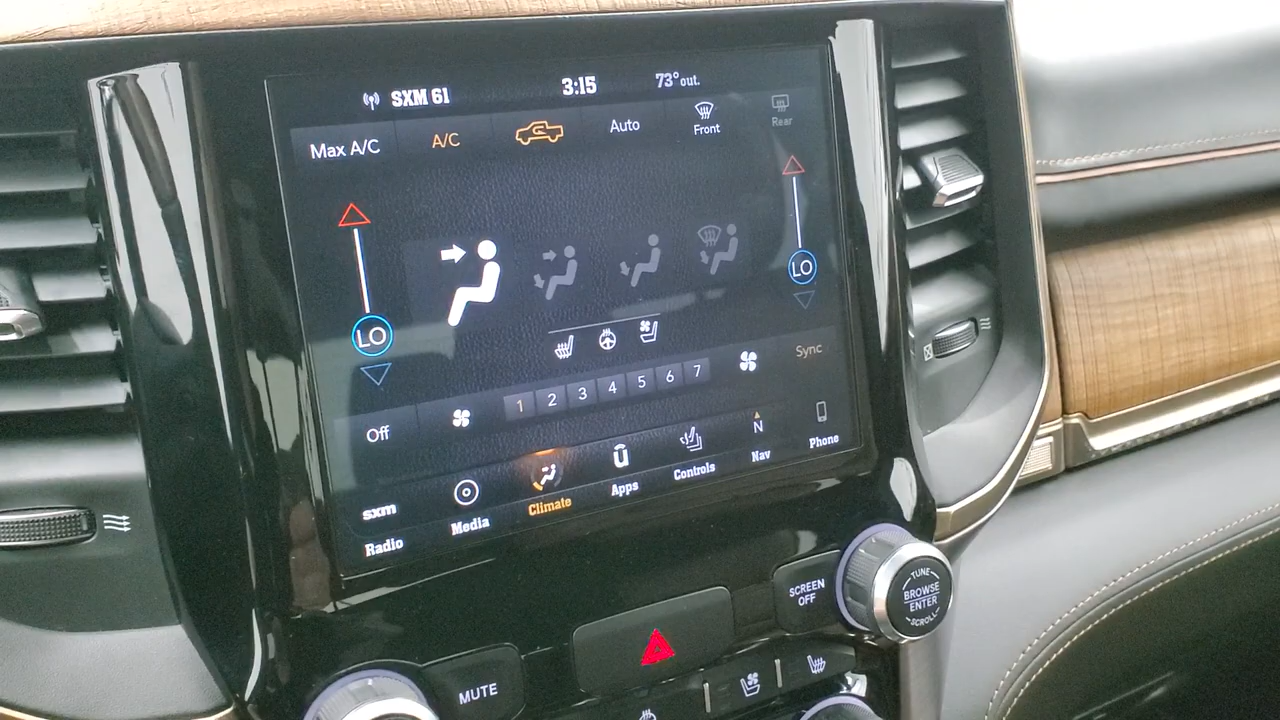 SXM 61 3:15 73° out.
Max A/C A/C Auto Front Rear
LO LO
Off 1 2 3 4 5 6 7 Sync
sxm N
Radio Media Climate Apps Controls Nav Phone
SCREEN
OFF
TUNE
BROWSE
ENTER
SCROLL
MUTE